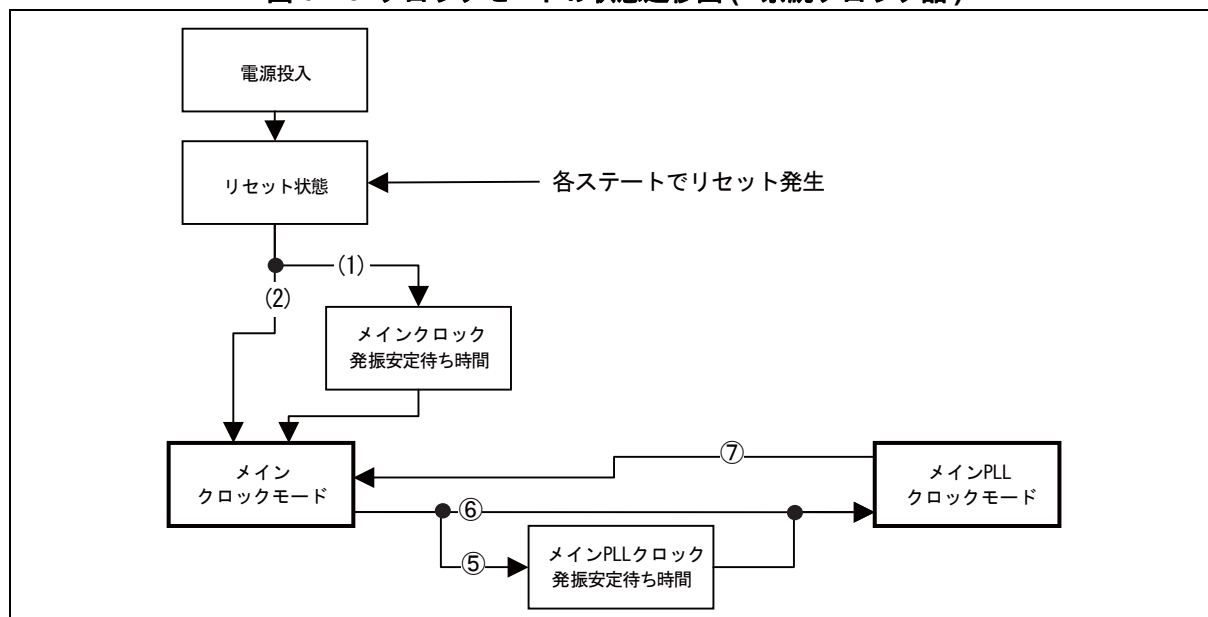 電源投入
リセット状態
各ステートでリセット発生
(1)
(2)
メインクロック
発振安定待ち時間
メイン
クロックモード
⑦
メインPLL
クロックモード
⑥
⑤
メインPLLクロック
発振安定待ち時間